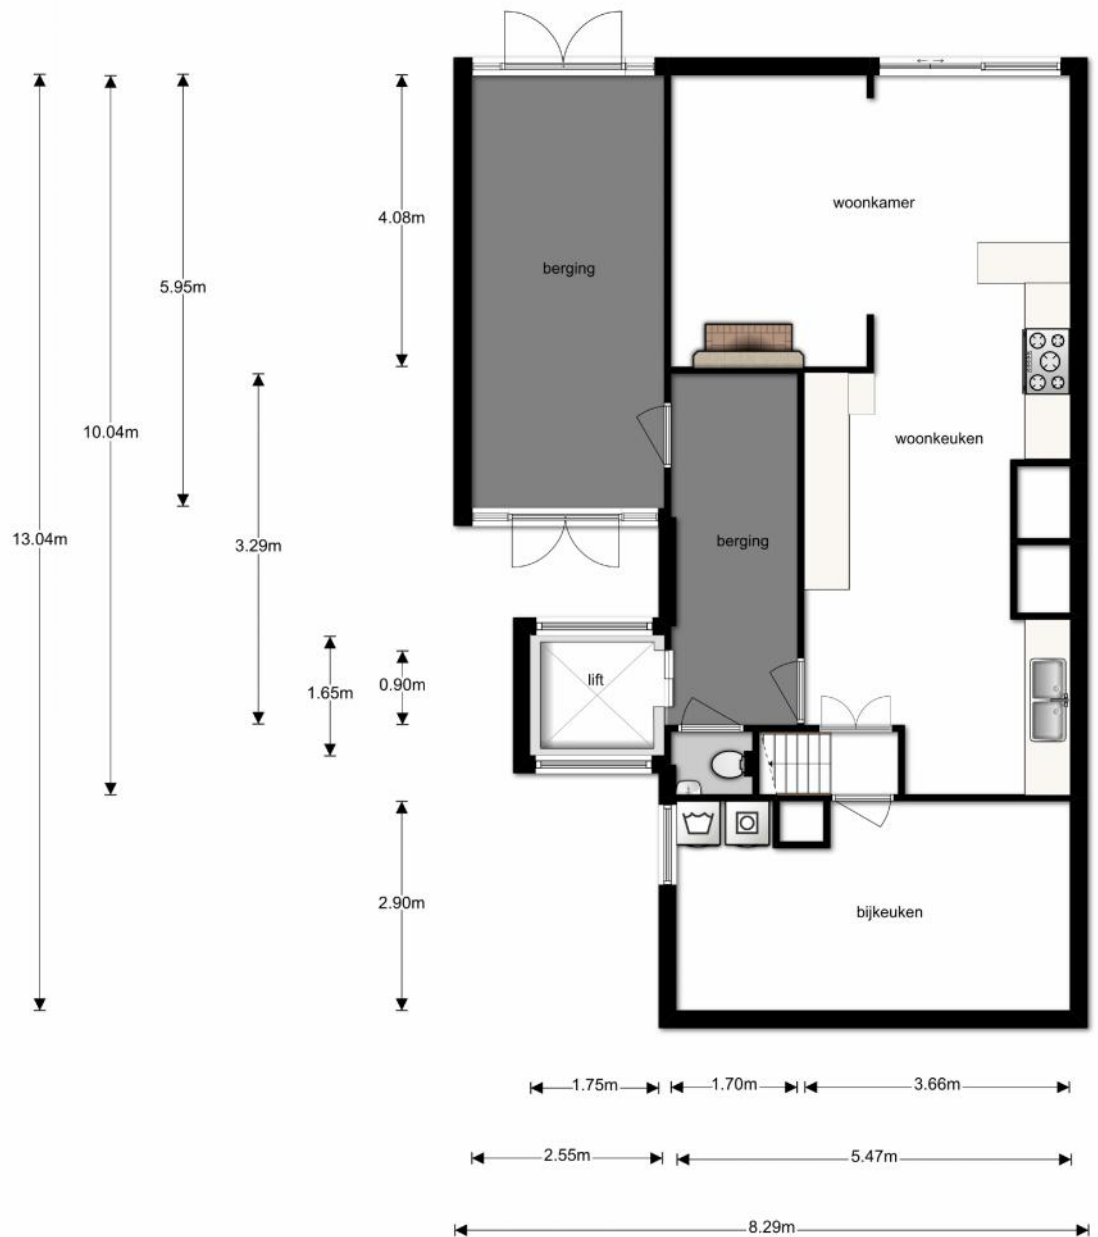 woonkamer
4.08m
berging
5.95m
10.04m
woonkeuken
13.04m
3.29m
berging
lift
0.90m
1.65m
2.90m
bijkeuken
1.75m
1.70m
3.66m
2.55m
5.47m
8.29m